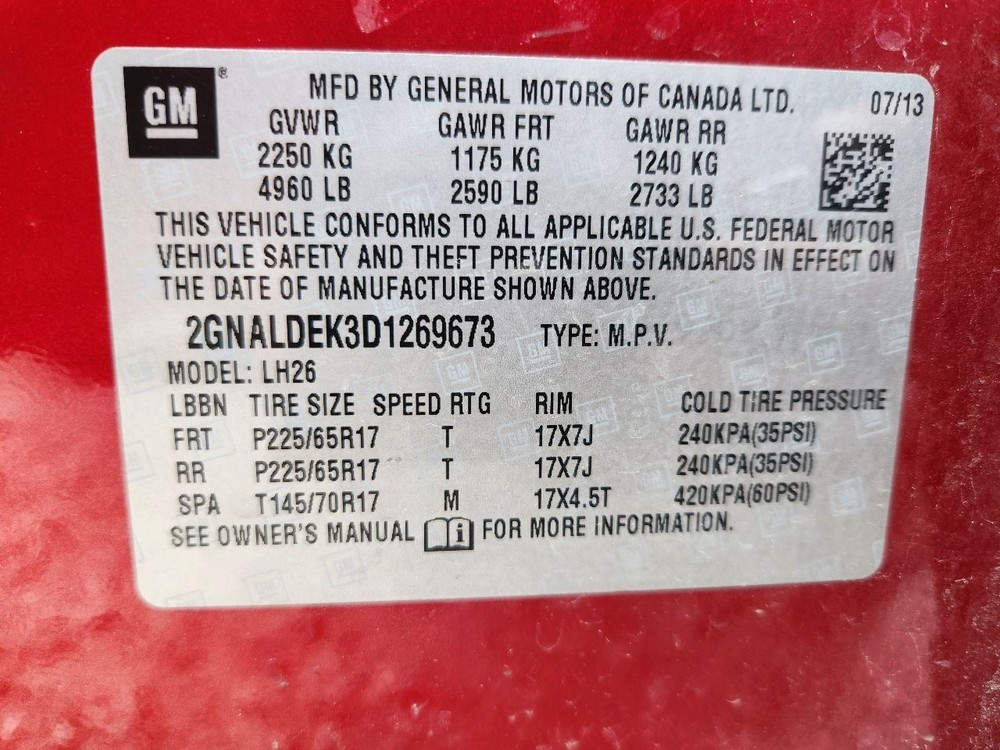 GM ®
MFD BY GENERAL MOTORS OF CANADA LTD. 07/13
GVWR GAWR FRT GAWR RR
2250 KG 1175 KG 1240 KG
4960 LB 2590 LB 2733 LB
THIS VEHICLE CONFORMS TO ALL APPLICABLE U.S. FEDERAL MOTOR
VEHICLE SAFETY AND THEFT PREVENTION STANDARDS IN EFFECT ON
THE DATE OF MANUFACTURE SHOWN ABOVE.
2GNALDEK3D1269673 TYPE: M.P.V.
MODEL: LH26
LBBN TIRE SIZE SPEED RTG RIM COLD TIRE PRESSURE
FRT P225/65R17 T 17X7J 240KPA(35PSI)
RR P225/65R17 T 17X7J 240KPA(35PSI)
SPA T145/70R17 M 17X4.5T 420KPA(60PSI)
SEE OWNER'S MANUAL i FOR MORE INFORMATION.